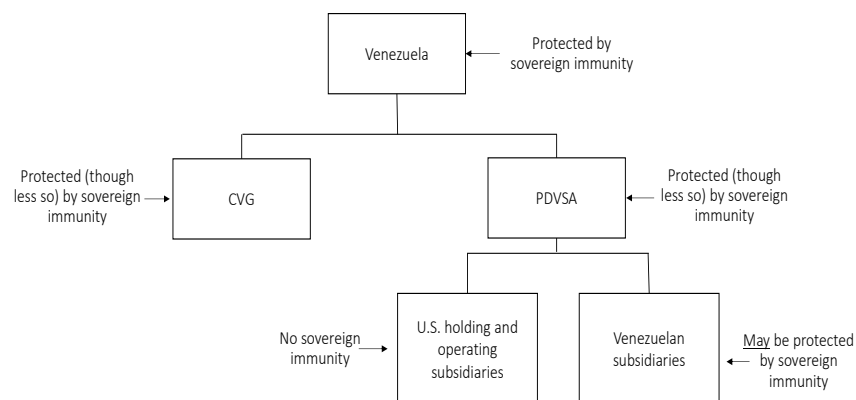 Venezuela
Protected by
sovereign immunity
Protected (though
less so) by sovereign
immunity
CVG
PDVSA
Protected (though
less so) by sovereign
immunity
No sovereign
immunity
U.S. holding and
operating
subsidiaries
Venezuelan
subsidiaries
May be protected
by sovereign
immunity